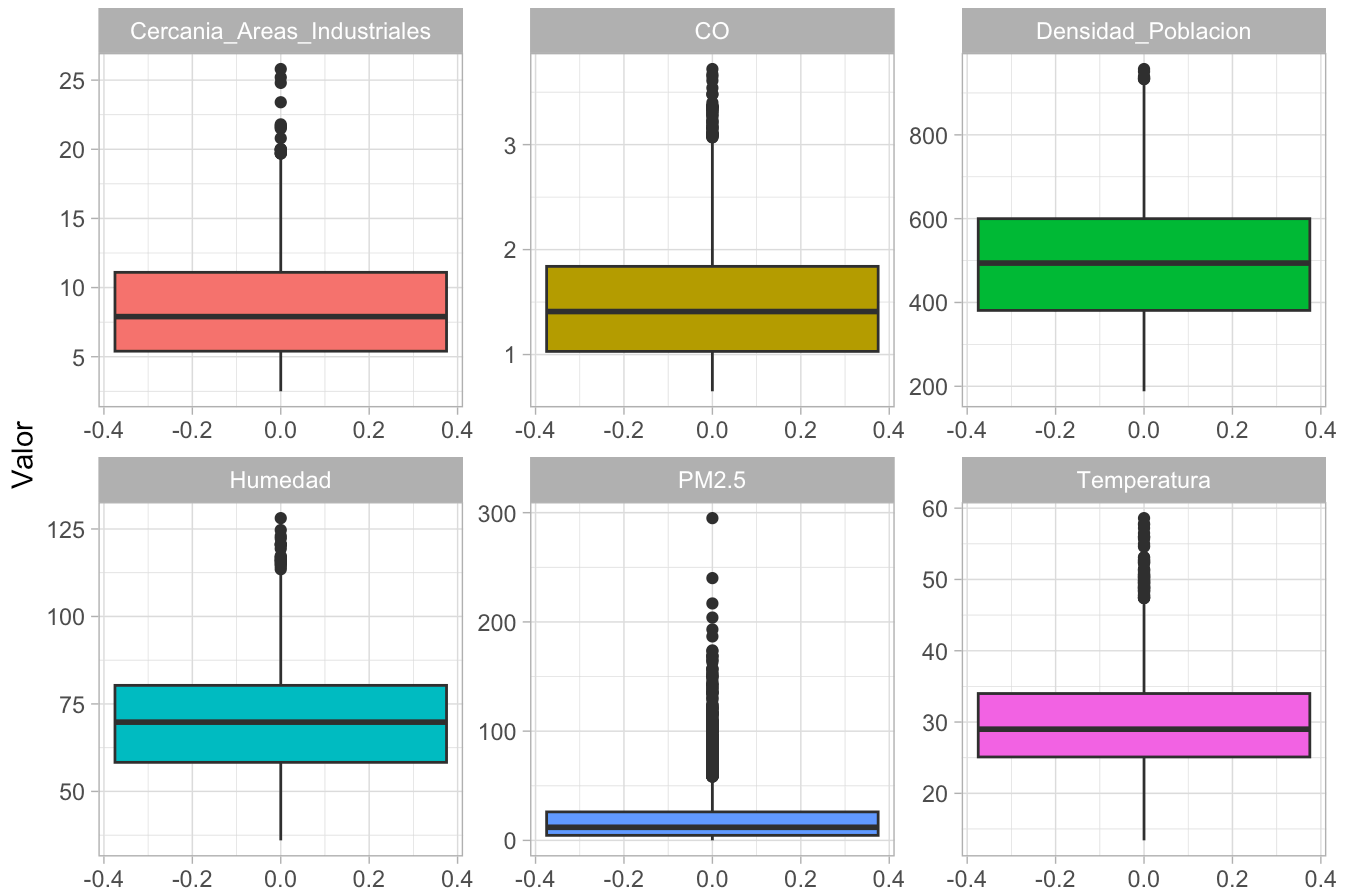 Cercania_Areas_Industriales
CO
Densidad_Poblacion
25
20
15
10
5
3
2
1
800
600
400
200
-0.4 -0.2 0.0 0.2 0.4
-0.4 -0.2 0.0 0.2 0.4
-0.4 -0.2 0.0 0.2 0.4
Valor
Humedad
PM2.5
Temperatura
125
100
75
50
300
200
100
0
60
50
40
30
20
-0.4 -0.2 0.0 0.2 0.4
-0.4 -0.2 0.0 0.2 0.4
-0.4 -0.2 0.0 0.2 0.4